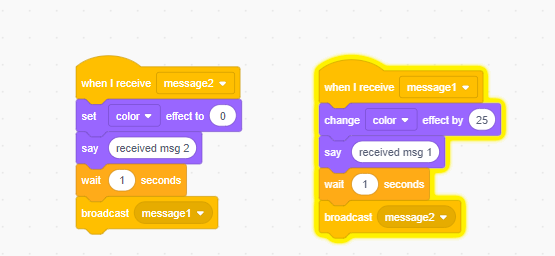 when I receive message2
set color effect to 0
say received msg 2
wait 1 seconds
broadcast message1
when I receive message1
change color effect by 25
say received msg 1
wait 1 seconds
broadcast message2